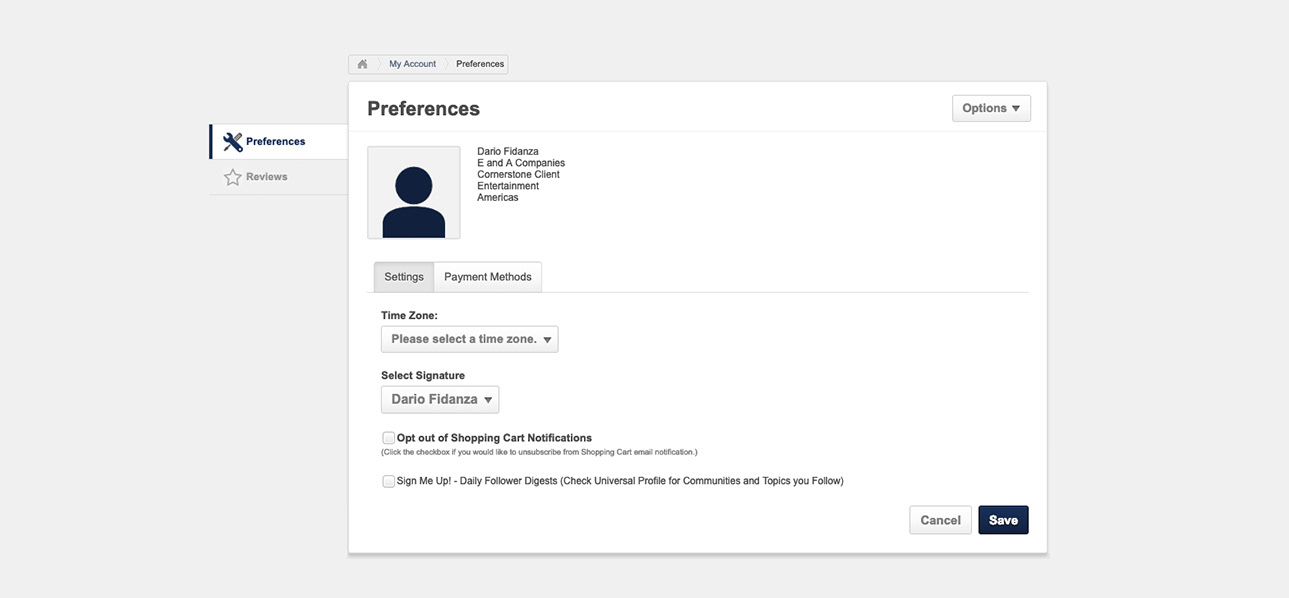 My Account
Preferences
Preferences
Options
Preferences
Reviews
Dario Fidanza
E and A Companies
Cornerstone Client
Entertainment
Americas
Settings
Payment Methods
Time Zone:
Please select a time zone.
Select Signature
Dario Fidanza
Opt out of Shopping Cart Notifications
(Click the checkbox if you would like to unsubscribe from Shopping Cart email notification.)
Sign Me Up! - Daily Follower Digests (Check Universal Profile for Communities and Topics you Follow)
Cancel
Save